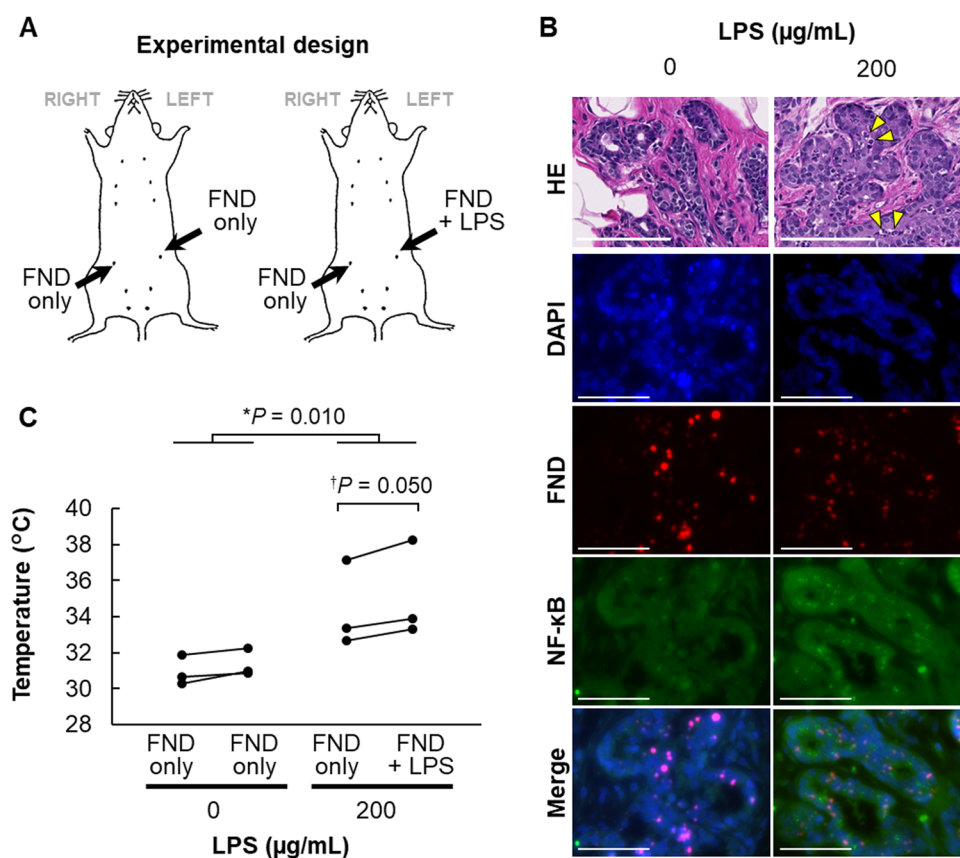 A
Experimental design
RIGHT LEFT
RIGHT LEFT
FND
only
FND
only
FND
+ LPS
FND
only
B
LPS (µg/mL)
0
200
HE
DAPI
FND
NF-κB
Merge
C
*P = 0.010
†P = 0.050
Temperature (°C)
40
38
36
34
32
30
28
FND
only
FND
only
FND
only
FND
+ LPS
0
200
LPS (µg/mL)